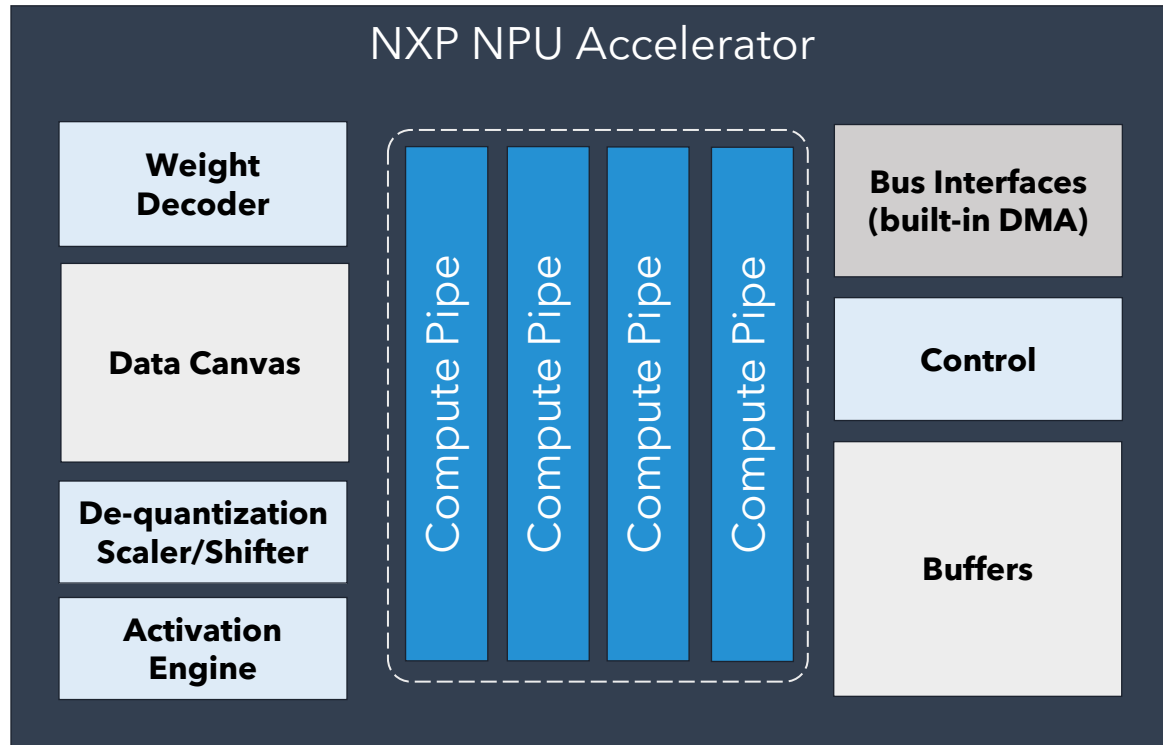 NXP NPU Accelerator
Weight
Decoder
Data Canvas
De-quantization
Scaler/Shifter
Activation
Engine
Compute Pipe
Compute Pipe
Compute Pipe
Compute Pipe
Bus Interfaces
(built-in DMA)
Control
Buffers